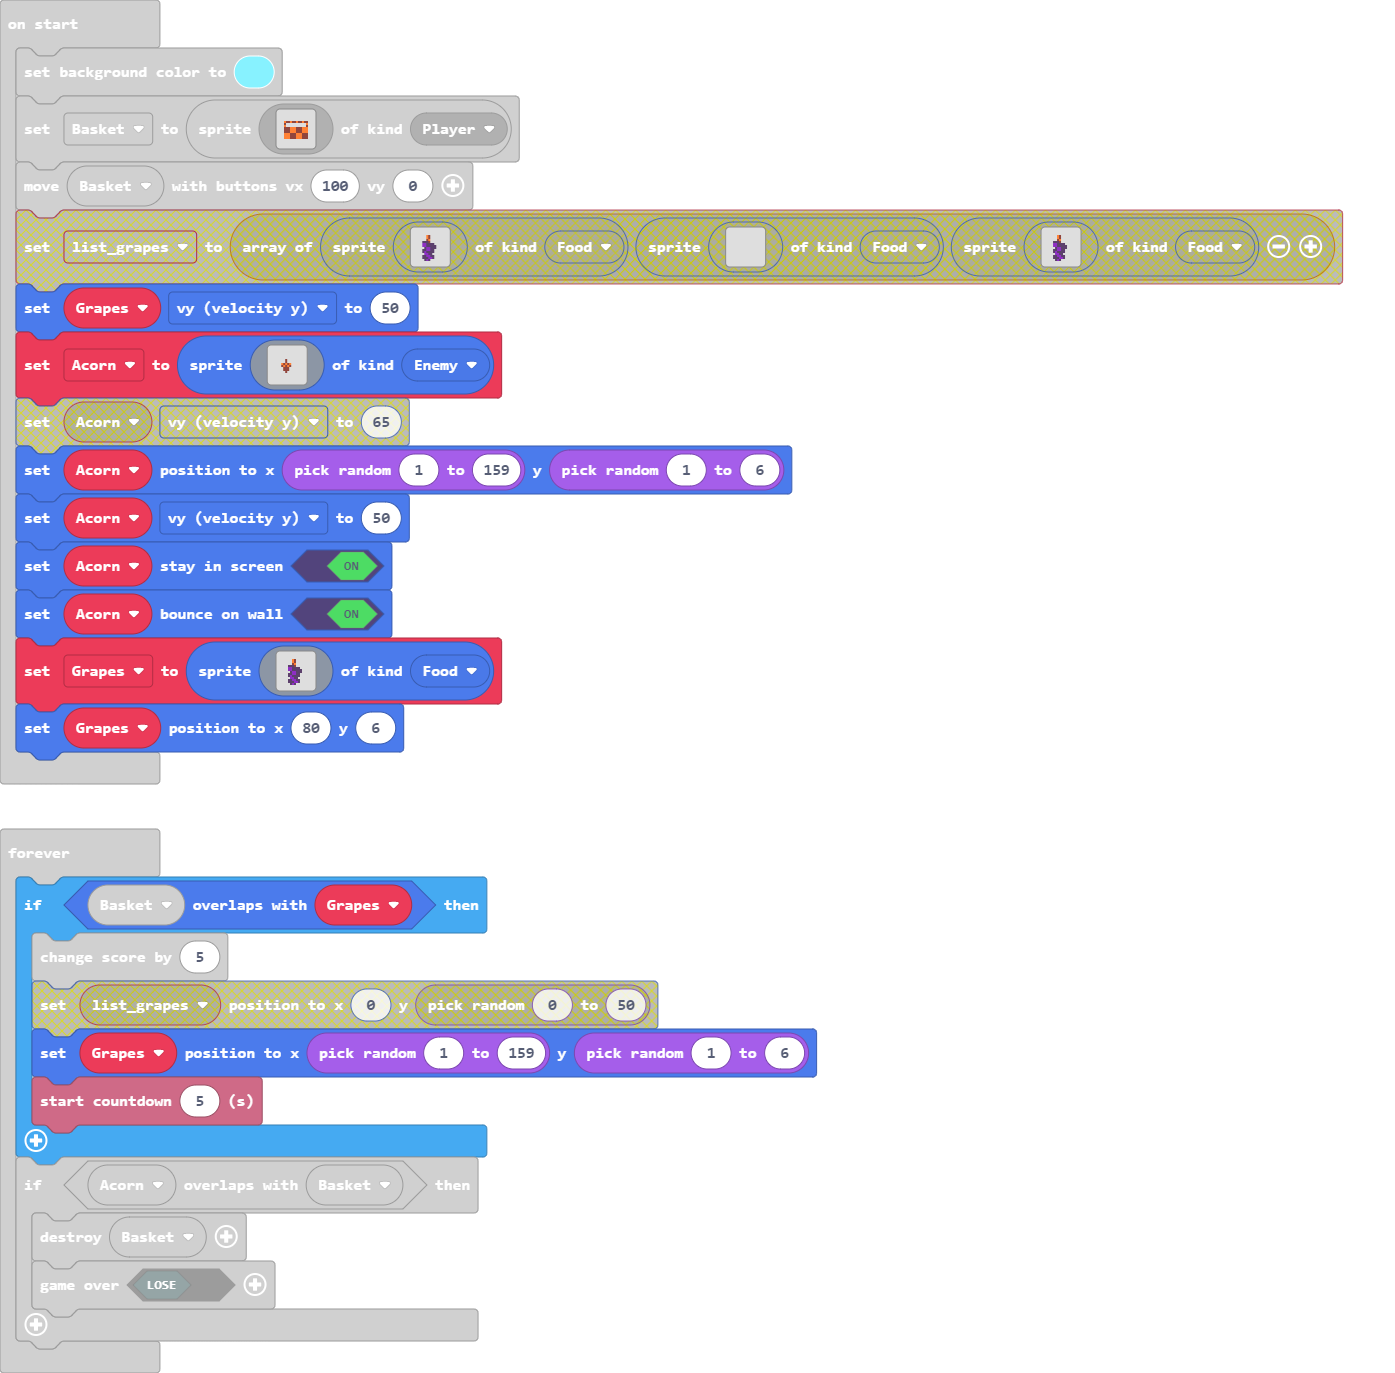 on start
set background color to
set Basket to sprite of kind Player
move Basket with buttons vx 100 vy 0
set list_grapes to array of sprite of kind Food sprite of kind Food sprite of kind Food
set Grapes vy (velocity y) to 50
set Acorn to sprite of kind Enemy
set Acorn vy (velocity y) to 65
set Acorn position to x pick random 1 to 159 y pick random 1 to 6
set Acorn vy (velocity y) to 50
set Acorn stay in screen ON
set Acorn bounce on wall ON
set Grapes to sprite of kind Food
set Grapes position to x 80 y 6
forever
if Basket overlaps with Grapes then
change score by 5
set list_grapes position to x 0 y pick random 0 to 50
set Grapes position to x pick random 1 to 159 y pick random 1 to 6
start countdown 5 (s)
if Acorn overlaps with Basket then
destroy Basket
game over LOSE